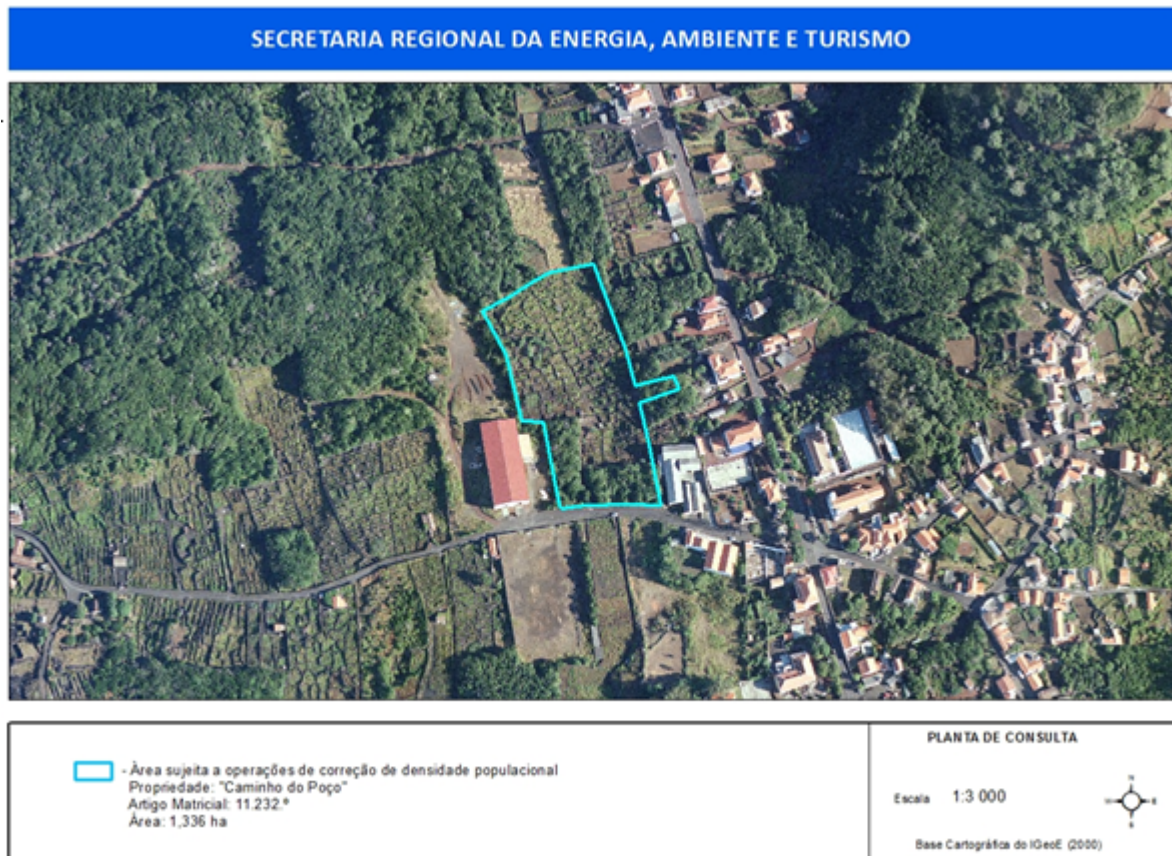 SECRETARIA REGIONAL DA ENERGIA, AMBIENTE E TURISMO
- Área sujeita a operações de correção de densidade populacional
Propriedade: "Caminho do Poço"
Artigo Matricial: 11.232.º
Área: 1,336 ha
PLANTA DE CONSULTA
Escala 1:3 000
N
W E
S
Base Cartográfica do IGeoE (2000)